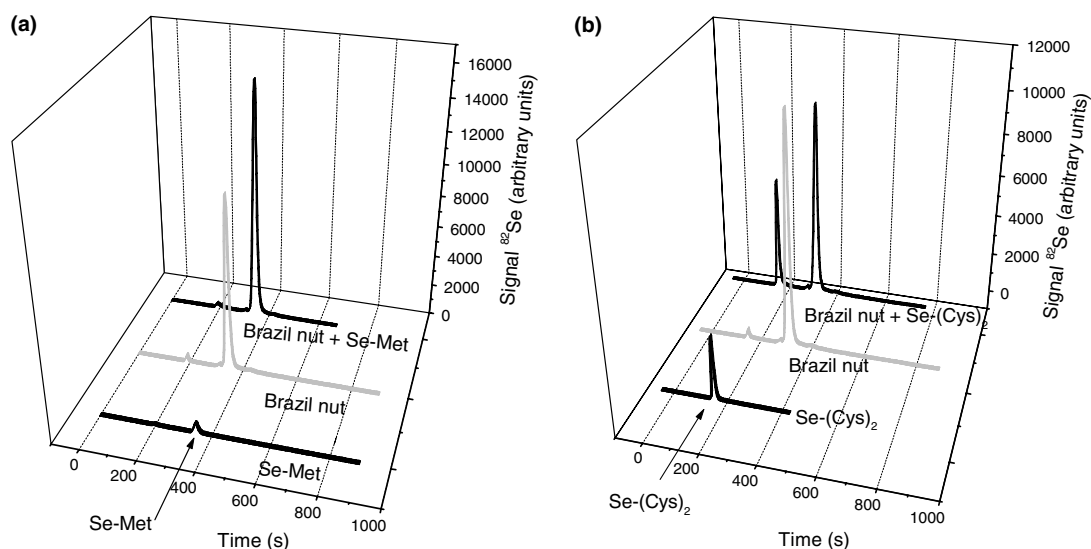 (a)
16000
14000
12000
10000
8000
6000
4000
2000
0
Signal ⁸²Se (arbitrary units)
Brazil nut + Se-Met
Brazil nut
Se-Met
Se-Met
0
200
400
600
800
1000
Time (s)
(b)
12000
10000
8000
6000
4000
2000
0
Signal ⁸²Se (arbitrary units)
Brazil nut + Se-(Cys)₂
Brazil nut
Se-(Cys)₂
Se-(Cys)₂
0
200
400
600
800
1000
Time (s)